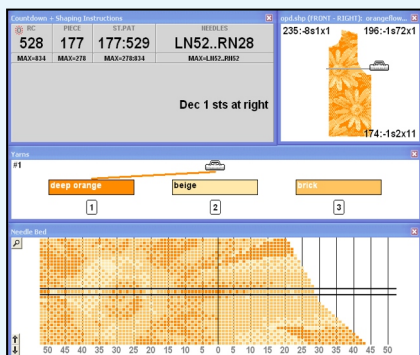 Countdown + Shaping Instructions
RC PIECE ST.PAT NEEDLES
528 177 177:529 LN52..RN28
MAX=834 MAX=278 MAX=278:834 MAX=LN52..RN52
Dec 1 sts at right
opd.shp (FRONT - RIGHT): orangeflow...
235:-8s1x1 196:-1s72x1
174:-1s2x11
Yarns
#1
deep orange beige brick
1 2 3
Needle Bed
50 45 40 35 30 25 20 15 10 5 0 5 10 15 20 25 30 35 40 45 50